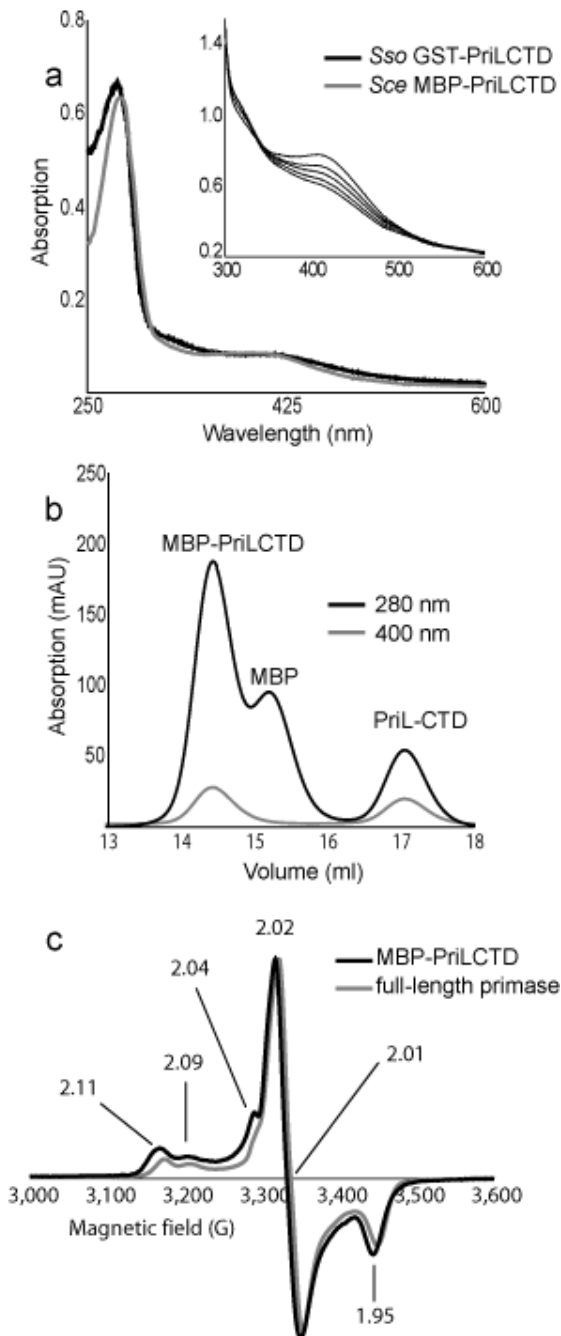 a
Absorption
0.8
0.6
0.4
0.2
250
425
600
Wavelength (nm)
1.4
1.0
0.6
0.2
300
400
500
600
Sso GST-PriLCTD
Sce MBP-PriLCTD
b
Absorption (mAU)
250
200
150
100
50
13
14
15
16
17
18
Volume (ml)
MBP-PriLCTD
MBP
PriL-CTD
280 nm
400 nm
c
2.11
2.09
2.04
2.02
2.01
1.95
MBP-PriLCTD
full-length primase
3,000
3,100
3,200
3,300
3,400
3,500
3,600
Magnetic field (G)